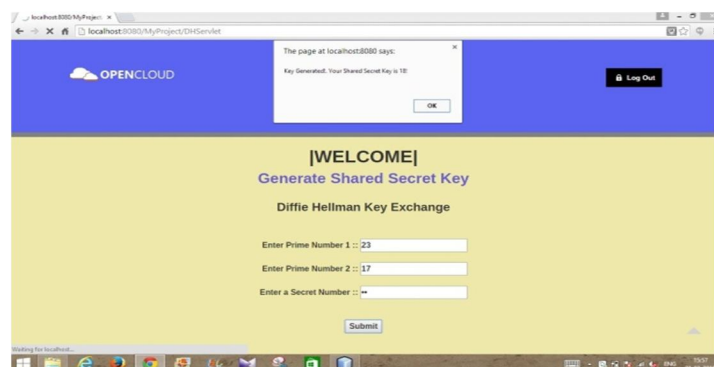 localhost:8080/MyProject ×
localhost:8080/MyProject/DHServlet
The page at localhost:8080 says:
Key Generated!. Your Shared Secret Key is 18!
OK
OPENCLOUD
Log Out
|WELCOME|
Generate Shared Secret Key
Diffie Hellman Key Exchange
Enter Prime Number 1 :: 23
Enter Prime Number 2 :: 17
Enter a Secret Number :: ••
Submit
Waiting for localhost...
ENG
15:57